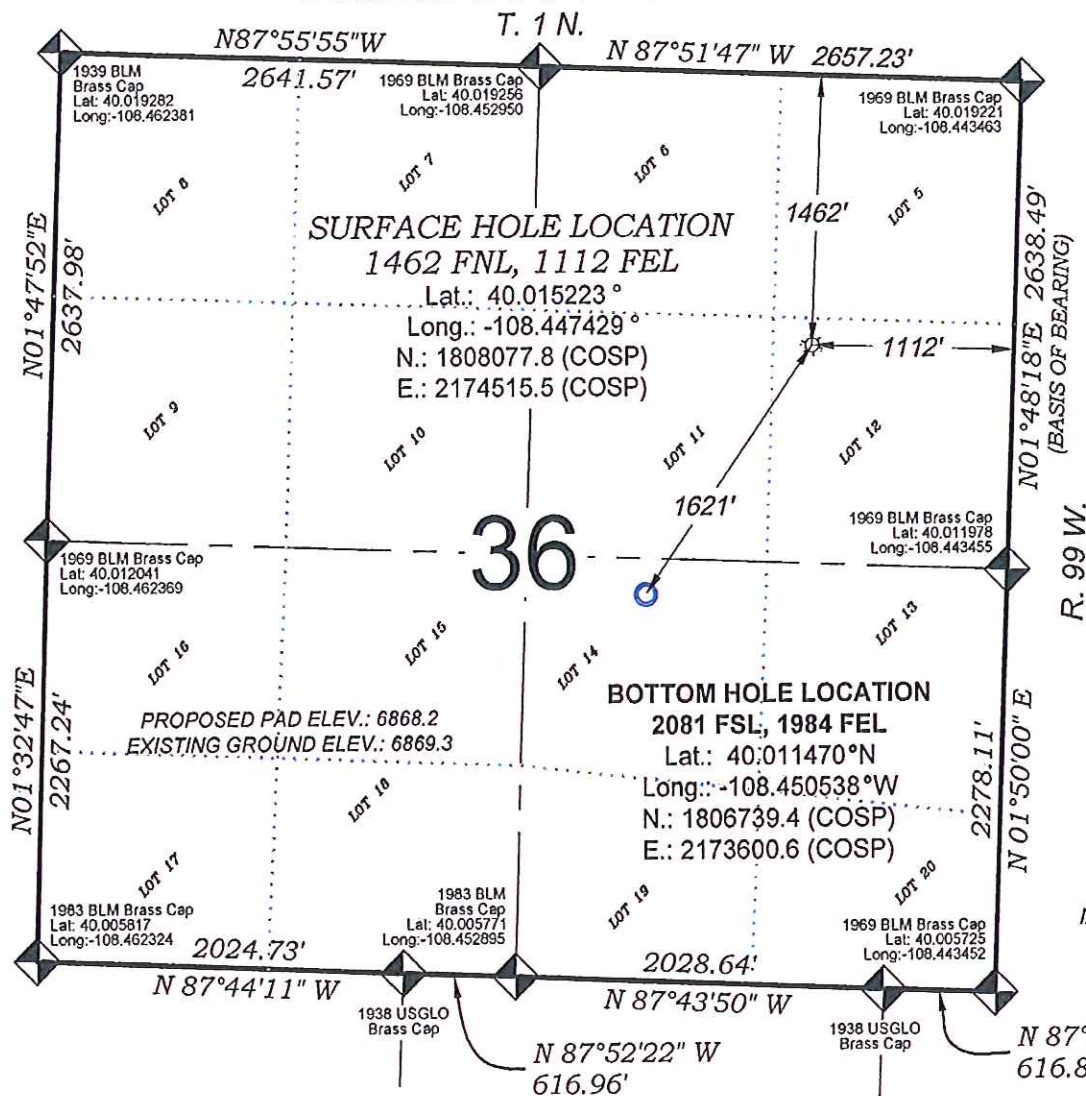 T. 1 N.
N87°55'55"W
2641.57'
N 87°51'47" W 2657.23'
1939 BLM
Brass Cap
Lat: 40.019282
Long:-108.462381
1969 BLM Brass Cap
Lat: 40.019256
Long:-108.452950
1969 BLM Brass Cap
Lat: 40.019221
Long:-108.443463
LOT 8
LOT 7
LOT 6
LOT 5
N01°47'52"E
2637.98'
SURFACE HOLE LOCATION
1462 FNL, 1112 FEL
Lat.: 40.015223°
Long.: -108.447429°
N.: 1808077.8 (COSP)
E.: 2174515.5 (COSP)
1462'
1112'
N01°48'18"E 2638.49'
(BASIS OF BEARING)
LOT 9
LOT 10
LOT 11
LOT 12
1621'
36
1969 BLM Brass Cap
Lat: 40.012041
Long:-108.462369
1969 BLM Brass Cap
Lat: 40.011978
Long:-108.443455
R. 99 W.
LOT 16
LOT 15
LOT 14
LOT 13
N01°32'47"E
2267.24'
PROPOSED PAD ELEV.: 6868.2
EXISTING GROUND ELEV.: 6869.3
BOTTOM HOLE LOCATION
2081 FSL, 1984 FEL
Lat.: 40.011470°N
Long.: -108.450538°W
N.: 1806739.4 (COSP)
E.: 2173600.6 (COSP)
2278.11'
N 01°50'00" E
LOT 17
LOT 18
LOT 19
LOT 20
1983 BLM Brass Cap
Lat: 40.005817
Long:-108.462324
1983 BLM
Brass Cap
Lat: 40.005771
Long:-108.452895
1969 BLM Brass Cap
Lat: 40.005725
Long:-108.443452
2024.73'
N 87°44'11" W
2028.64'
N 87°43'50" W
1938 USGLO
Brass Cap
1938 USGLO
Brass Cap
N 87°52'22" W
616.96'
N 87°
616.8